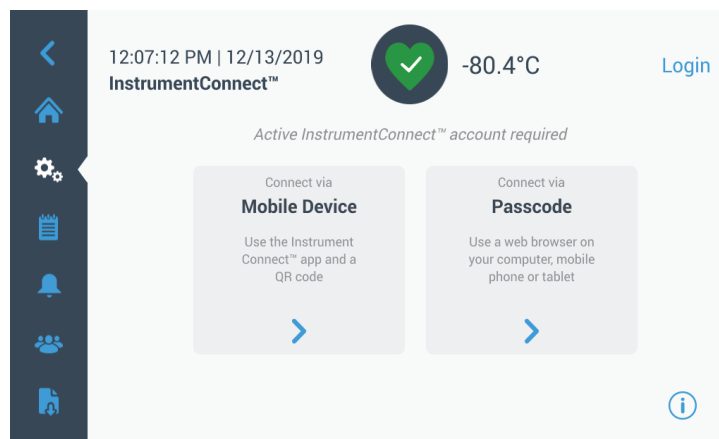 12:07:12 PM | 12/13/2019
InstrumentConnect™
-80.4°C
Login
Active InstrumentConnect™ account required
Connect via
Mobile Device
Use the Instrument
Connect™ app and a
QR code
Connect via
Passcode
Use a web browser on
your computer, mobile
phone or tablet